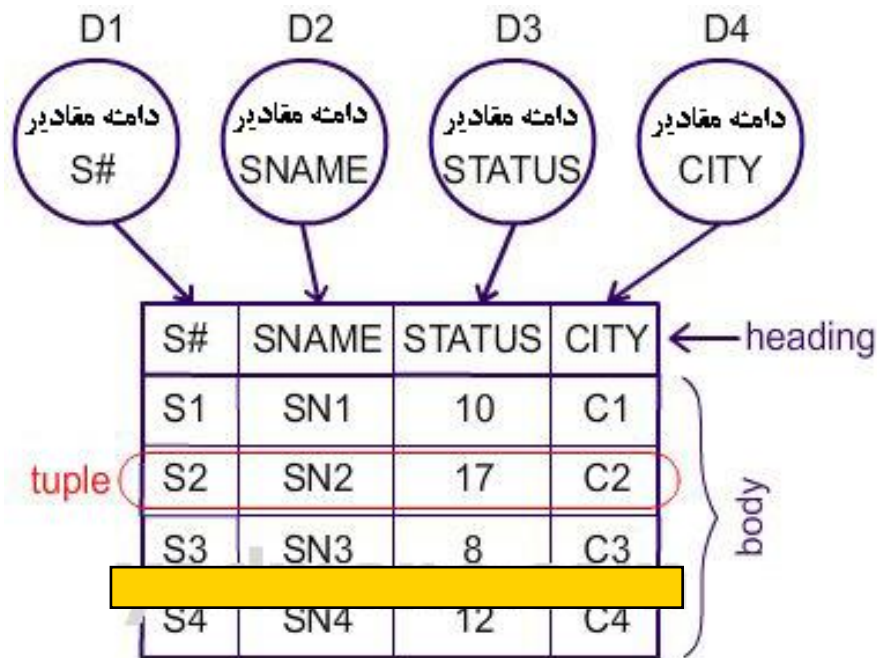 D1 D2 D3 D4
دامنه مقادیر دامنه مقادیر دامنه مقادیر دامنه مقادیر
S# SNAME STATUS CITY
S# SNAME STATUS CITY heading
S1 SN1 10 C1
tuple S2 SN2 17 C2
body
S3 SN3 8 C3
S4 SN4 12 C4